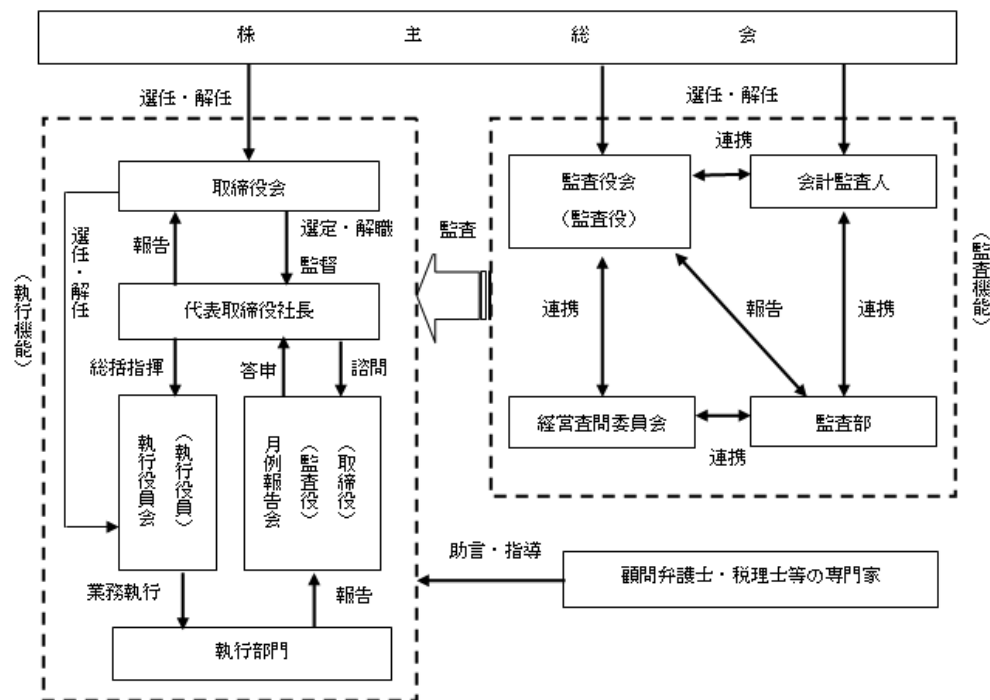 株主総会
選任・解任
選任・解任
連携
取締役会
監査役会
（監査役）
会計監査人
選任・解任
報告
選定・解職
監督
監査
（執行機能）
（監査機能）
代表取締役社長
連携
報告
連携
総括指揮
答申
諮問
経営査問委員会
監査部
連携
執行役員会
（執行役員）
月例報告会
（監査役）
（取締役）
助言・指導
顧問弁護士・税理士等の専門家
業務執行
報告
執行部門